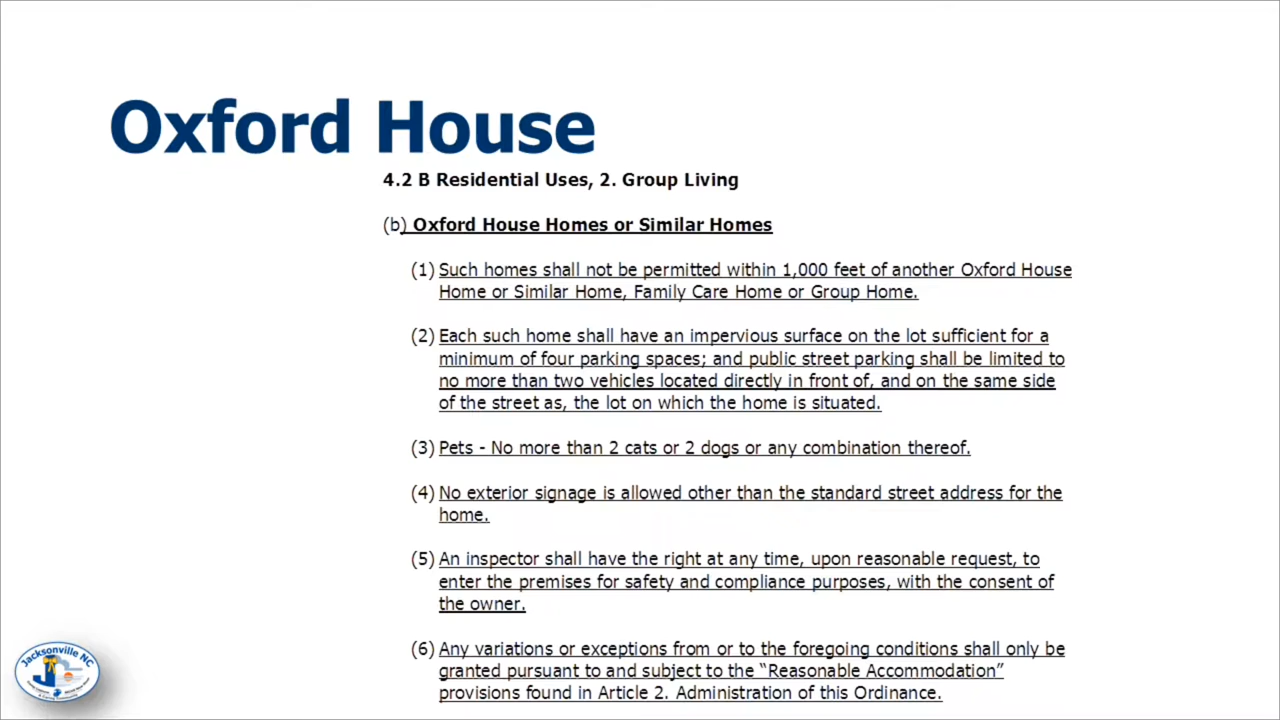 Oxford House
4.2 B Residential Uses, 2. Group Living
(b) Oxford House Homes or Similar Homes
(1) Such homes shall not be permitted within 1,000 feet of another Oxford House
Home or Similar Home, Family Care Home or Group Home.
(2) Each such home shall have an impervious surface on the lot sufficient for a
minimum of four parking spaces; and public street parking shall be limited to
no more than two vehicles located directly in front of, and on the same side
of the street as, the lot on which the home is situated.
(3) Pets - No more than 2 cats or 2 dogs or any combination thereof.
(4) No exterior signage is allowed other than the standard street address for the
home.
(5) An inspector shall have the right at any time, upon reasonable request, to
enter the premises for safety and compliance purposes, with the consent of
the owner.
(6) Any variations or exceptions from or to the foregoing conditions shall only be
granted pursuant to and subject to the “Reasonable Accommodation”
provisions found in Article 2. Administration of this Ordinance.
Jacksonville NC